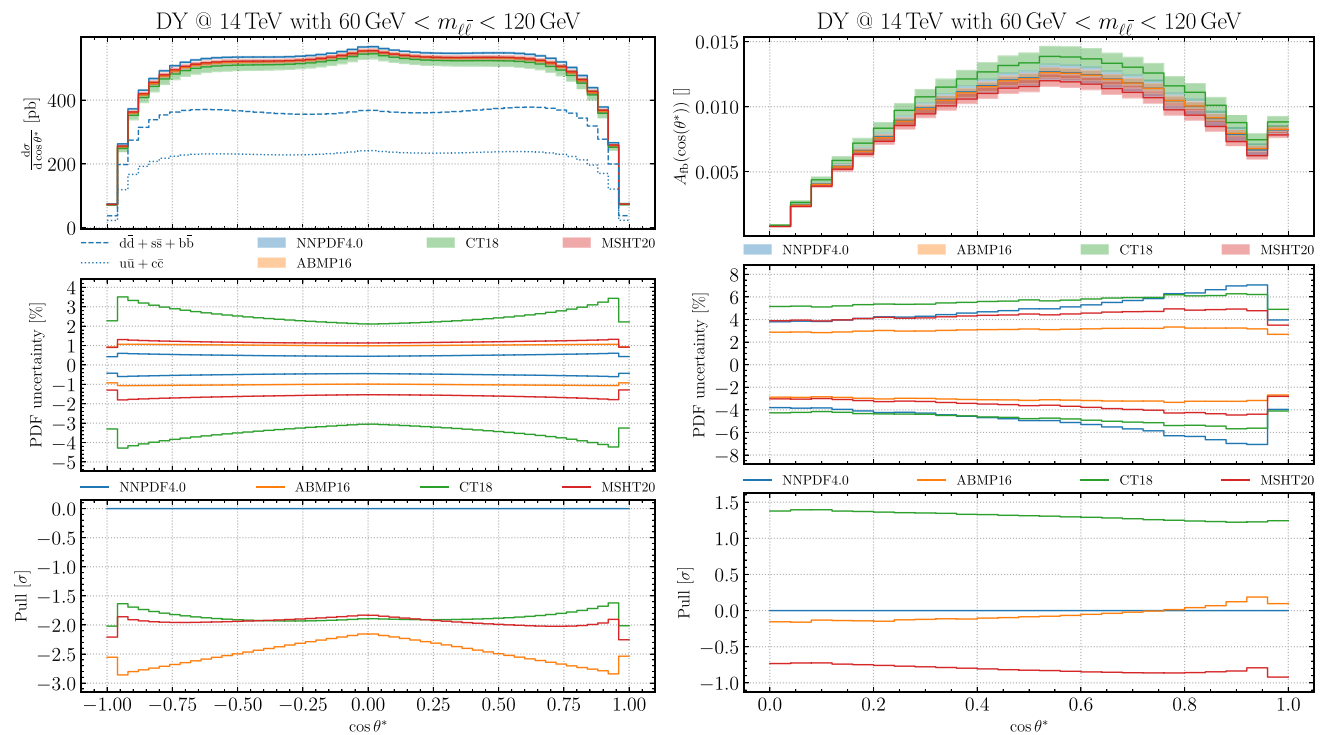 DY @ 14 TeV with 60 GeV < m_{ℓℓ̄} < 120 GeV
dσ/d cos θ* [pb]
400
200
0
dd̄ + ss̄ + bb̄
uū + cc̄
NNPDF4.0
ABMP16
CT18
MSHT20
PDF uncertainty [%]
4
3
2
1
0
−1
−2
−3
−4
−5
NNPDF4.0 ABMP16 CT18 MSHT20
Pull [σ]
0.0
−0.5
−1.0
−1.5
−2.0
−2.5
−3.0
−1.00 −0.75 −0.50 −0.25 0.00 0.25 0.50 0.75 1.00
cos θ*
DY @ 14 TeV with 60 GeV < m_{ℓℓ̄} < 120 GeV
A_{fb}(cos(θ*)) []
0.015
0.010
0.005
NNPDF4.0 ABMP16 CT18 MSHT20
PDF uncertainty [%]
8
6
4
2
0
−2
−4
−6
−8
NNPDF4.0 ABMP16 CT18 MSHT20
Pull [σ]
1.5
1.0
0.5
0.0
−0.5
−1.0
0.0 0.2 0.4 0.6 0.8 1.0
cos θ*